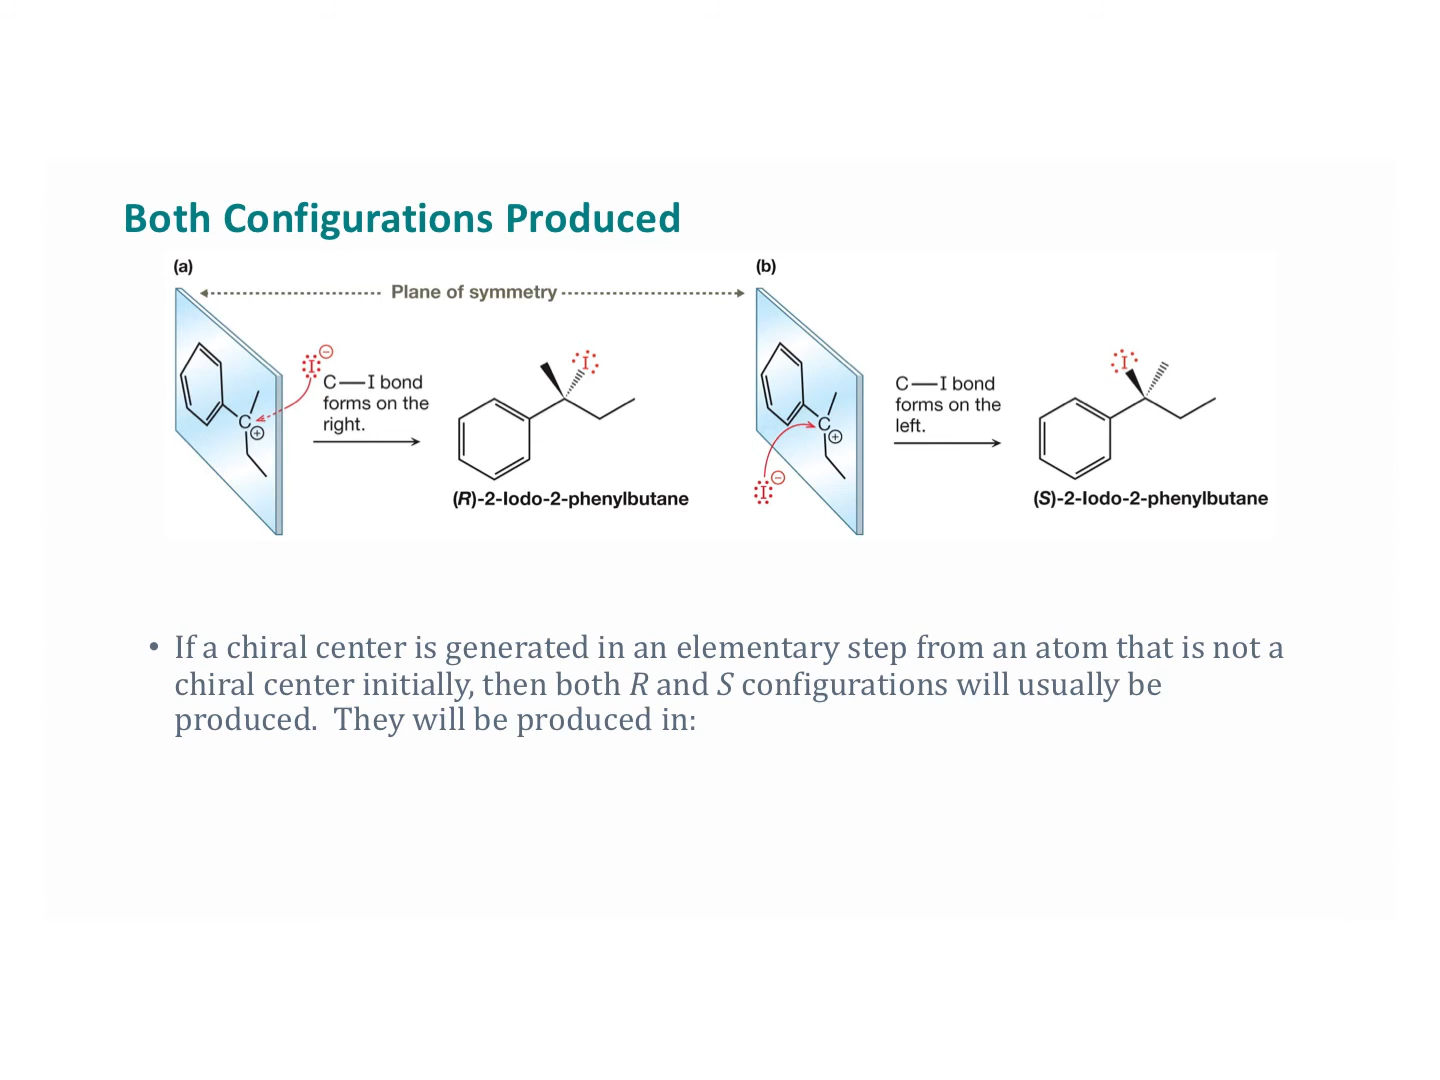 Both Configurations Produced
(a)
(b)
Plane of symmetry
I
⊖
C
⊕
C—I bond
forms on the
right.
I
(R)-2-Iodo-2-phenylbutane
C
⊕
I
⊖
C—I bond
forms on the
left.
I
(S)-2-Iodo-2-phenylbutane
• If a chiral center is generated in an elementary step from an atom that is not a
chiral center initially, then both R and S configurations will usually be
produced.  They will be produced in: